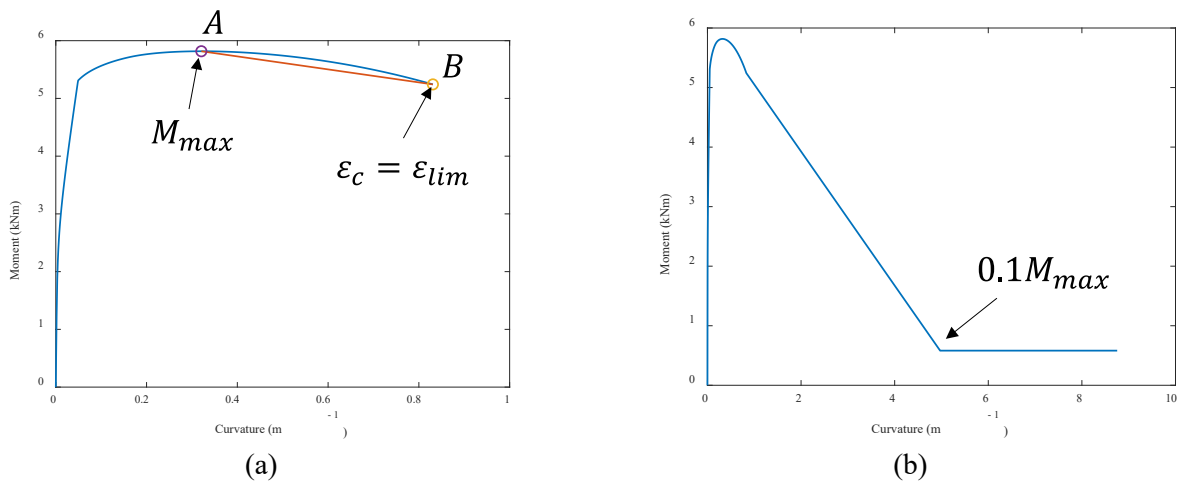 A
B
M_max
ε_c = ε_lim
6
5
4
3
2
1
0
Moment (kNm)
0 0.2 0.4 0.6 0.8 1
Curvature (m - 1 )
(a)
0.1M_max
6
5
4
3
2
1
0
Moment (kNm)
0 2 4 6 8 10
Curvature (m - 1 )
(b)